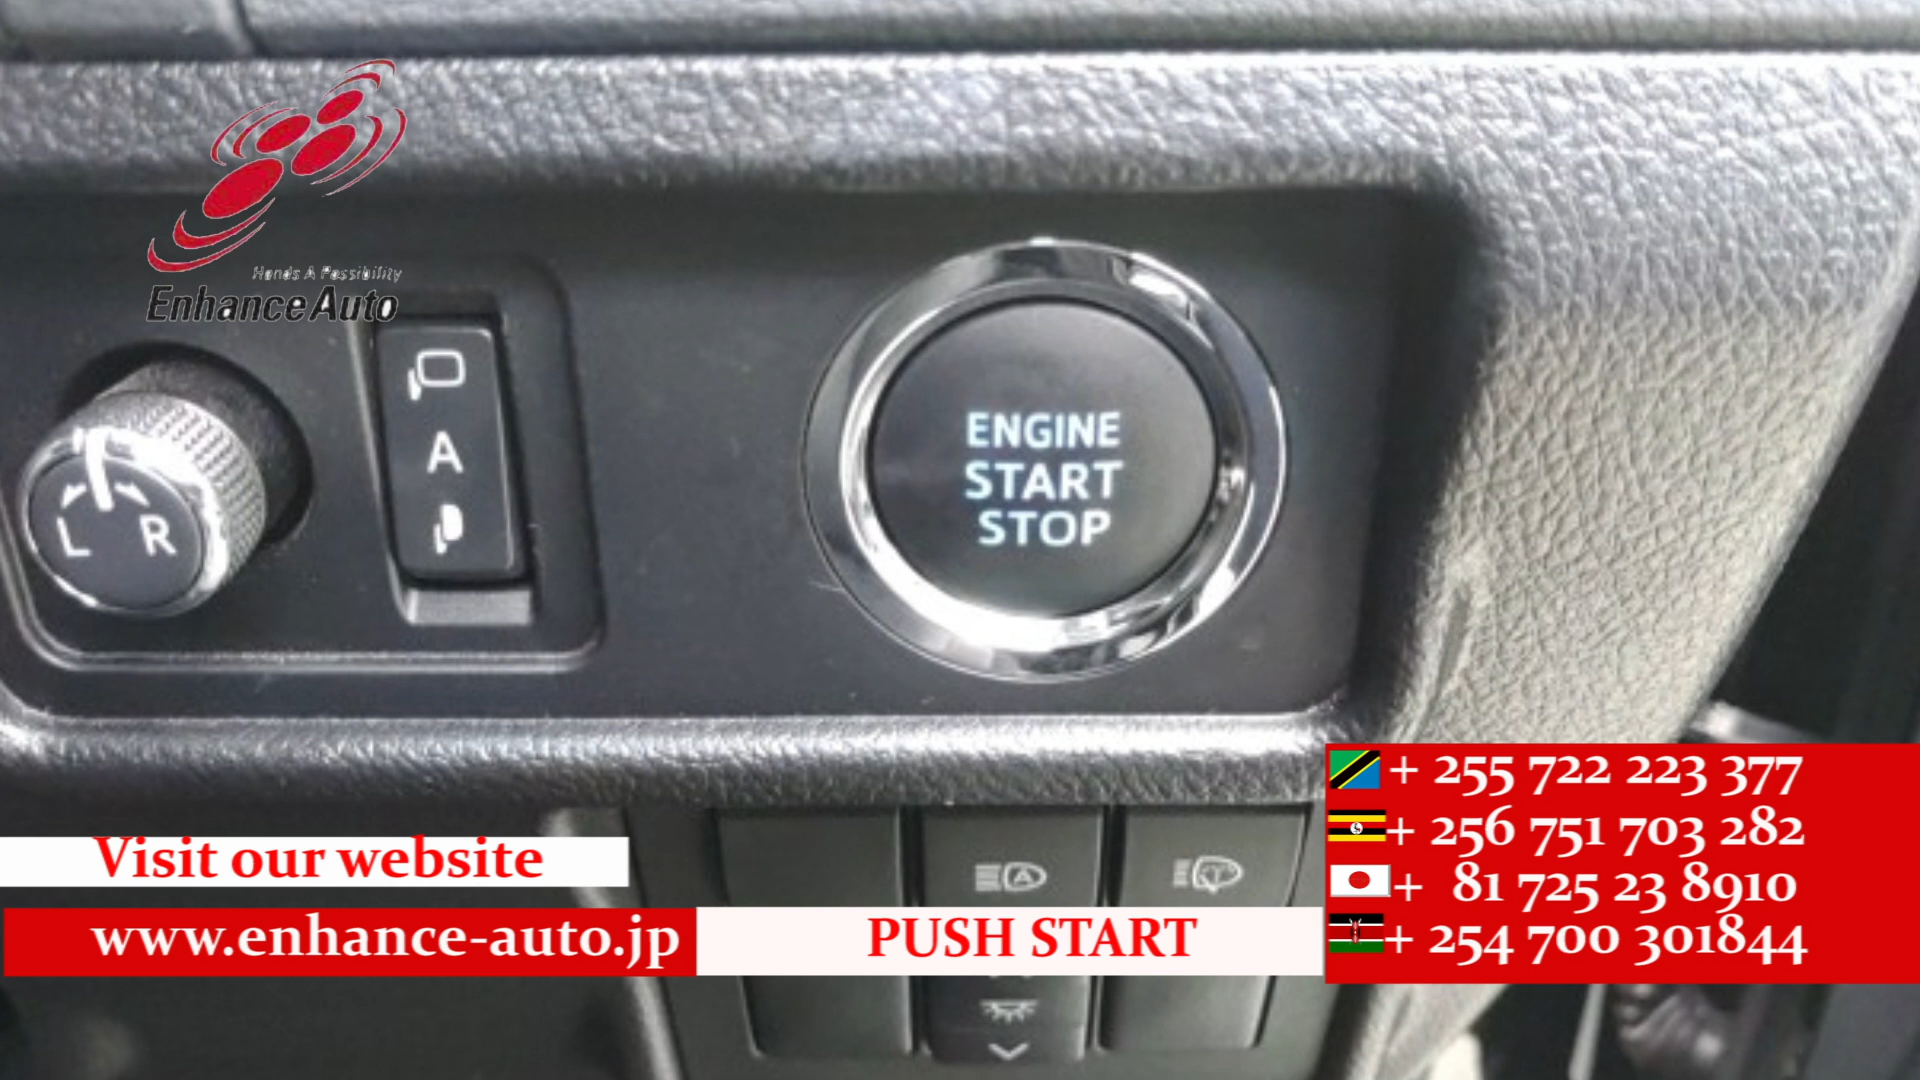 Hands A Possibility
Enhance Auto
L R
A
ENGINE
START
STOP
A
+ 255 722 223 377
+ 256 751 703 282
+ 81 725 23 8910
+ 254 700 301844
Visit our website
www.enhance-auto.jp
PUSH START